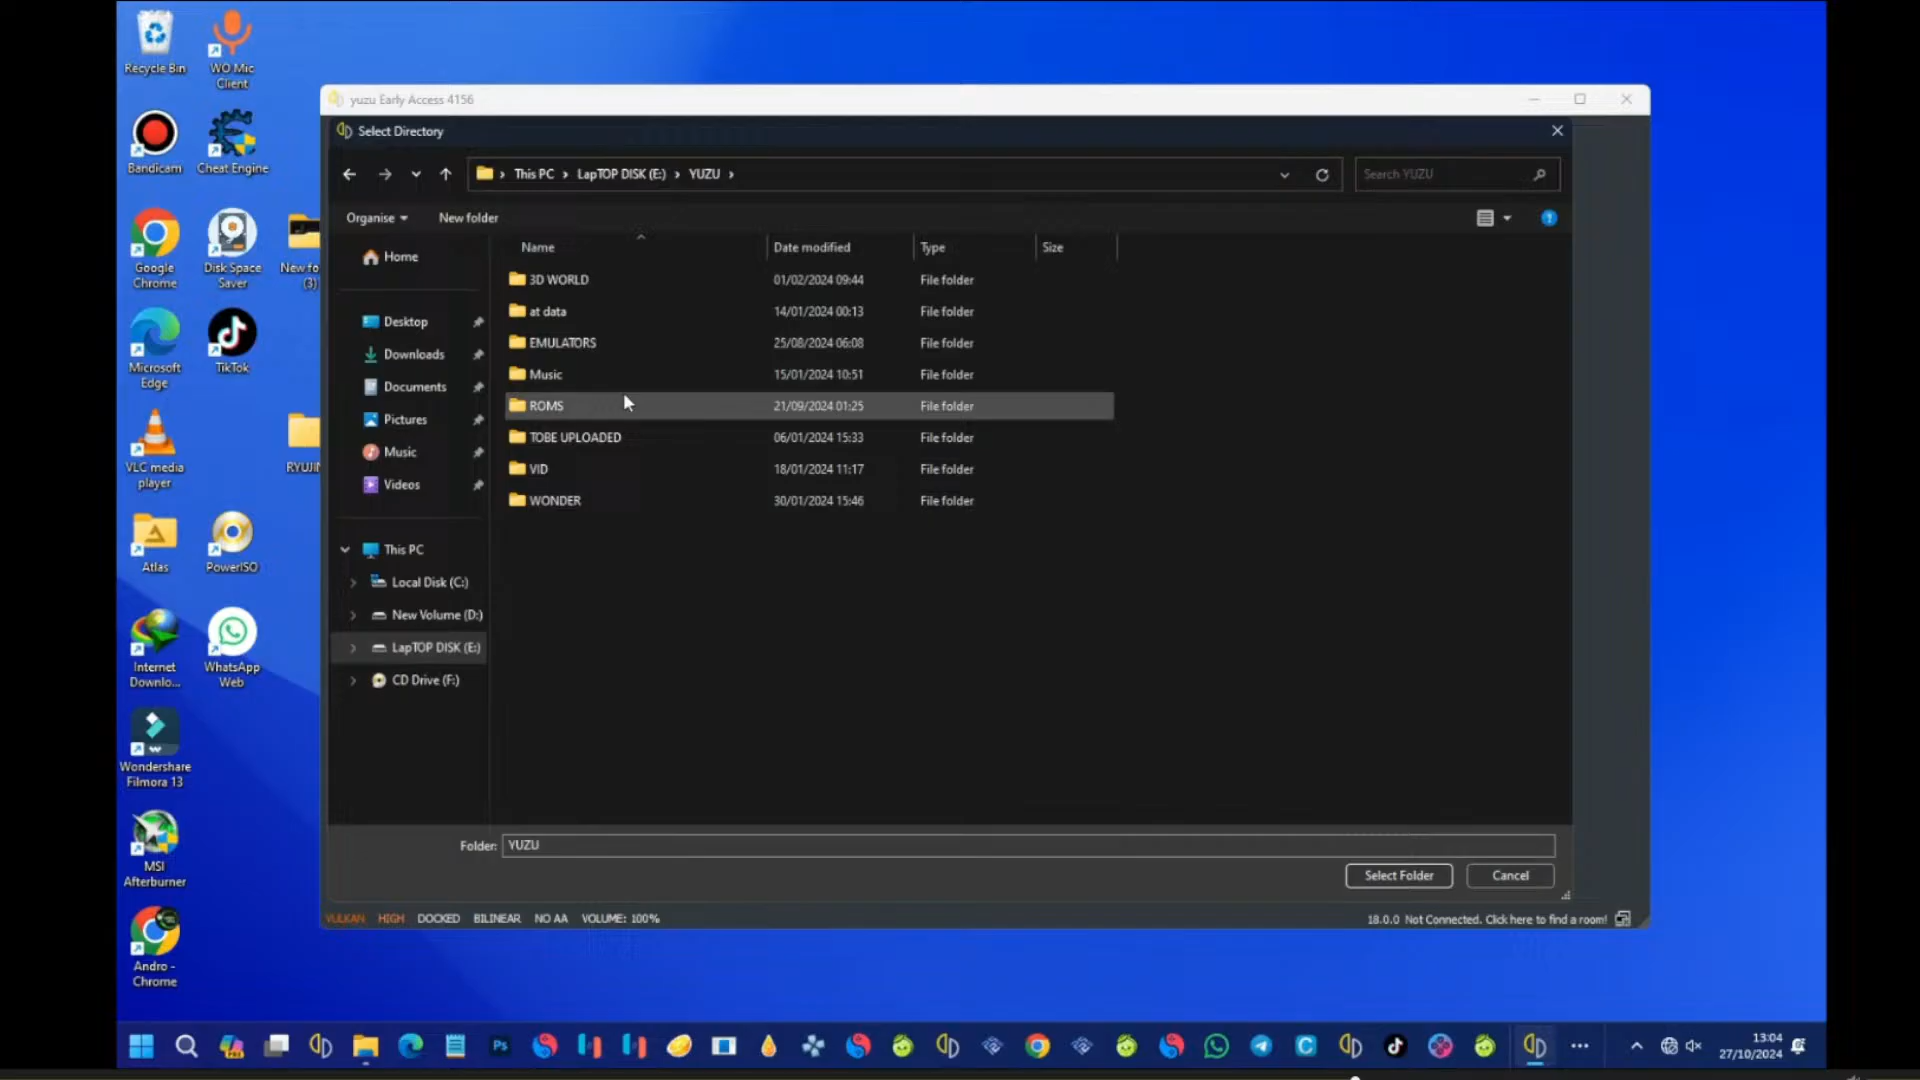 Recycle Bin
WO Mic
Client
Bandicam
Cheat Engine
Google
Chrome
Disk Space
Saver
New fo
(3)
Microsoft
Edge
TikTok
VLC media
player
RYUJIN
Atlas
PowerISO
Internet
Downlo...
WhatsApp
Web
Wondershare
Filmora 13
MSI
Afterburner
Andro -
Chrome
yuzu Early Access 4156
Select Directory
This PC › LapTOP DISK (E:) › YUZU ›
Search YUZU
Organise
New folder
Home
Desktop
Downloads
Documents
Pictures
Music
Videos
This PC
Local Disk (C:)
New Volume (D:)
LapTOP DISK (E:)
CD Drive (F:)
Name Date modified Type Size
3D WORLD 01/02/2024 09:44 File folder
at data 14/01/2024 00:13 File folder
EMULATORS 25/08/2024 06:08 File folder
Music 15/01/2024 10:51 File folder
ROMS 21/09/2024 01:25 File folder
TOBE UPLOADED 06/01/2024 15:33 File folder
VID 18/01/2024 11:17 File folder
WONDER 30/01/2024 15:46 File folder
Folder: YUZU
Select Folder
Cancel
VULKAN HIGH DOCKED BILINEAR NO AA VOLUME: 100%
18.0.0 Not Connected. Click here to find a room!
Ps
13:04
27/10/2024